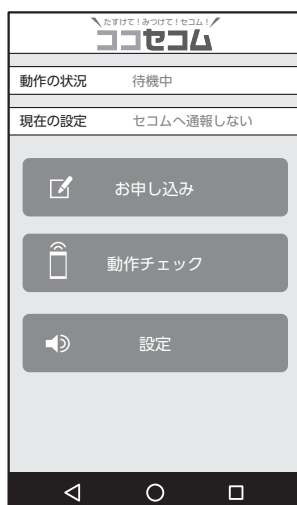 たすけて!みつけて!セコム!
ココセコム
動作の状況 待機中
現在の設定 セコムへ通報しない
お申し込み
動作チェック
設定